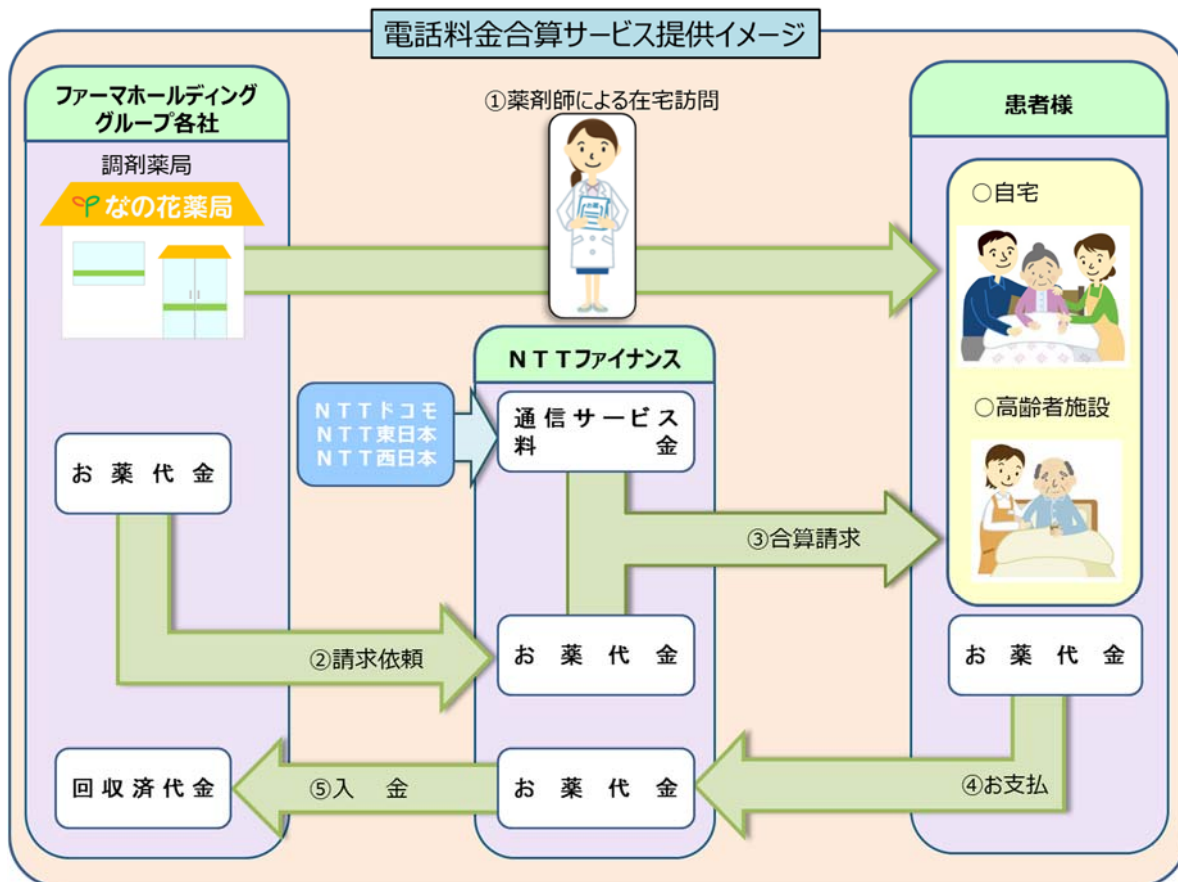 電話料金合算サービス提供イメージ
ファーマホールディング
グループ各社
調剤薬局
なの花薬局
①薬剤師による在宅訪問
患者様
○自宅
○高齢者施設
NTTファイナンス
NTTドコモ
NTT東日本
NTT西日本
通信サービス
料金
お薬代金
③合算請求
②請求依頼
お薬代金
お薬代金
回収済代金
⑤入金
お薬代金
④お支払